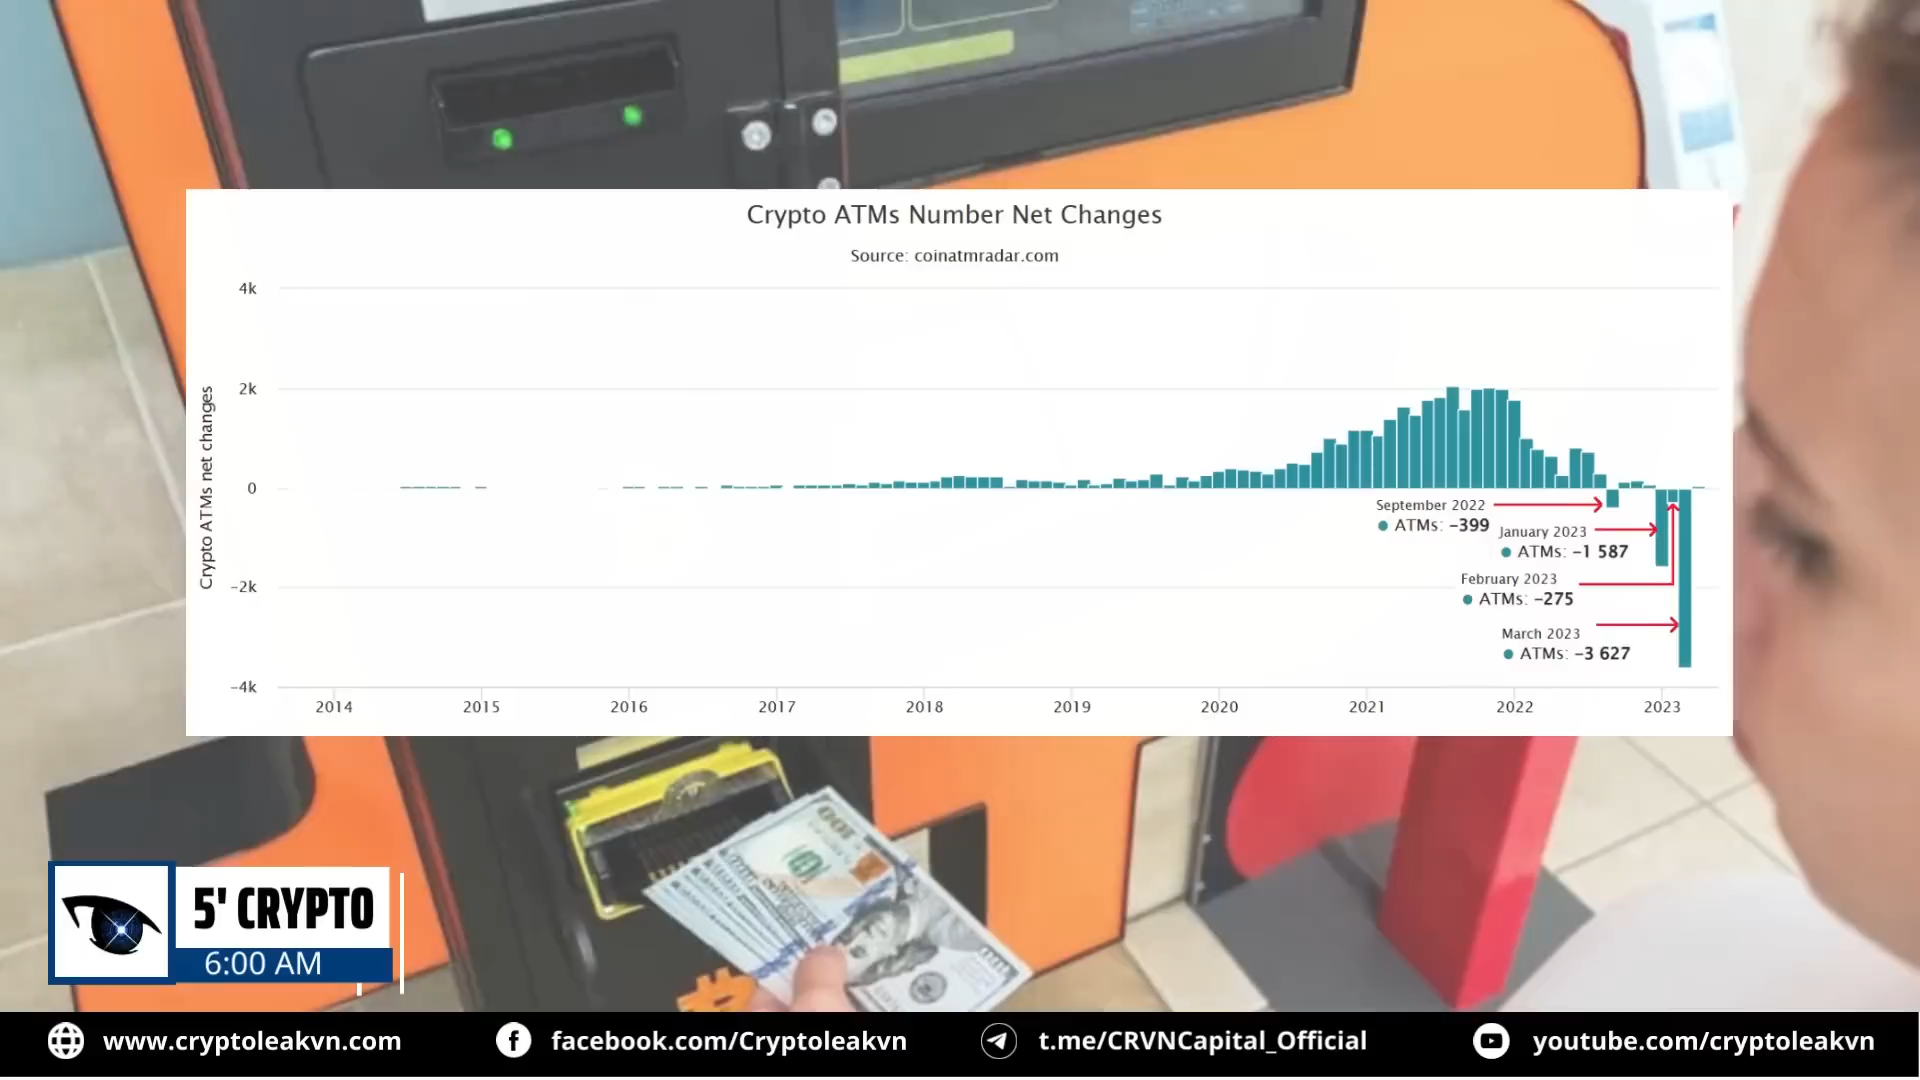 Crypto ATMs Number Net Changes
Source: coinatmradar.com
Crypto ATMs net changes
4k
2k
0
−2k
−4k
September 2022
ATMs: −399
January 2023
ATMs: −1 587
February 2023
ATMs: −275
March 2023
ATMs: −3 627
2014 2015 2016 2017 2018 2019 2020 2021 2022 2023
100
100
5' CRYPTO
6:00 AM
www.cryptoleakvn.com facebook.com/Cryptoleakvn t.me/CRVNCapital_Official youtube.com/cryptoleakvn